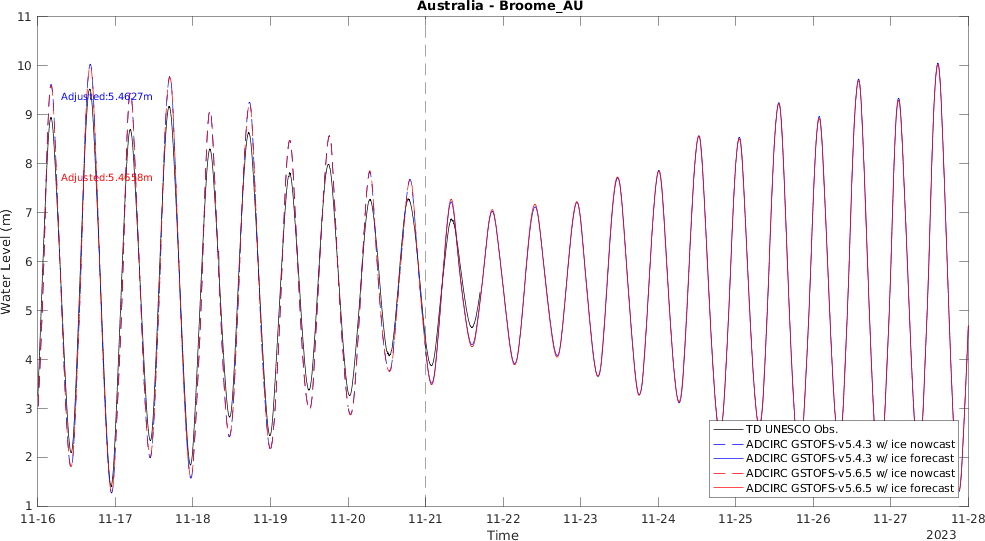 Australia - Broome_AU
11
10
9
8
7
6
5
4
3
2
1
Water Level (m)
Adjusted:5.4627m
Adjusted:5.4658m
TD UNESCO Obs.
ADCIRC GSTOFS-v5.4.3 w/ ice nowcast
ADCIRC GSTOFS-v5.4.3 w/ ice forecast
ADCIRC GSTOFS-v5.6.5 w/ ice nowcast
ADCIRC GSTOFS-v5.6.5 w/ ice forecast
11-16 11-17 11-18 11-19 11-20 11-21 11-22 11-23 11-24 11-25 11-26 11-27 11-28
Time
2023